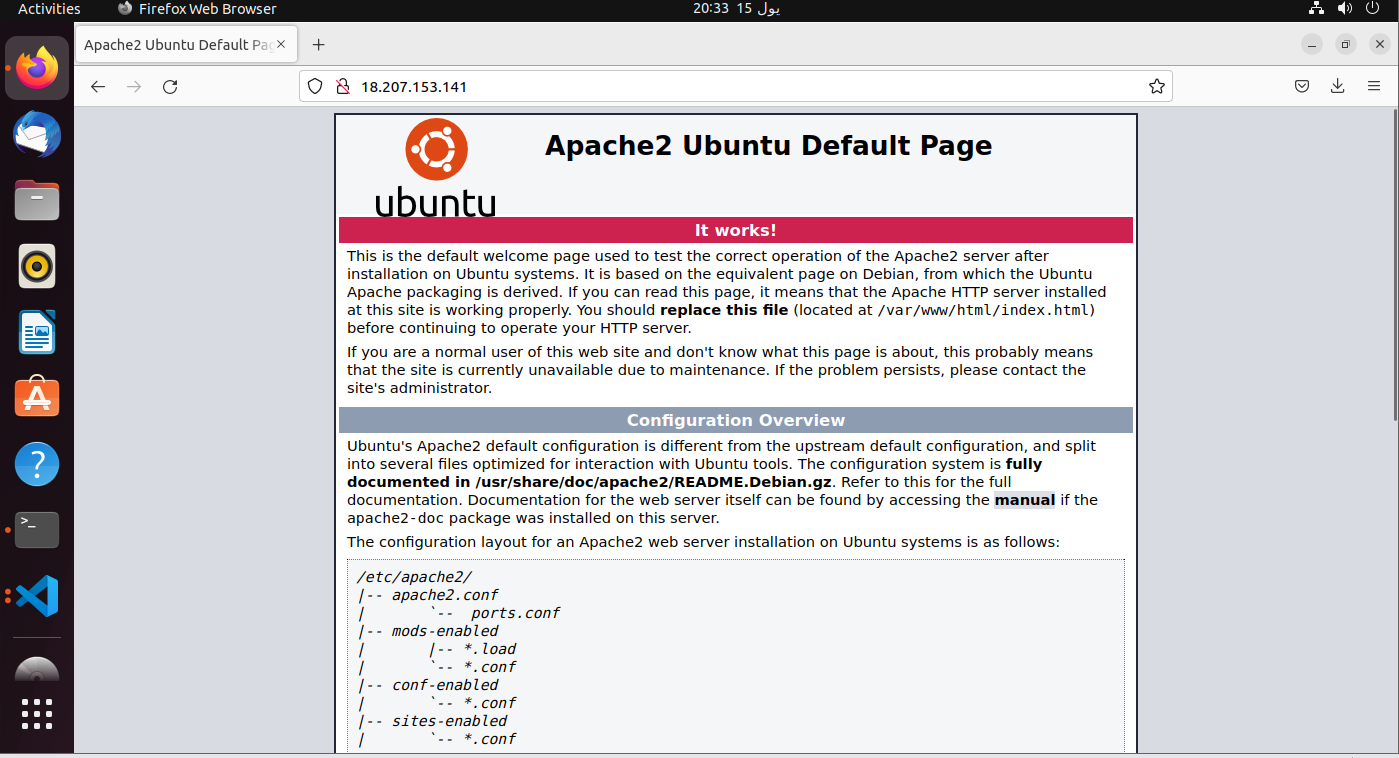 Activities
Firefox Web Browser
20:33 15 يول
Apache2 Ubuntu Default Pag
18.207.153.141
ubuntu
Apache2 Ubuntu Default Page
It works!
This is the default welcome page used to test the correct operation of the Apache2 server after
installation on Ubuntu systems. It is based on the equivalent page on Debian, from which the Ubuntu
Apache packaging is derived. If you can read this page, it means that the Apache HTTP server installed
at this site is working properly. You should replace this file (located at /var/www/html/index.html)
before continuing to operate your HTTP server.
If you are a normal user of this web site and don't know what this page is about, this probably means
that the site is currently unavailable due to maintenance. If the problem persists, please contact the
site's administrator.
Configuration Overview
Ubuntu's Apache2 default configuration is different from the upstream default configuration, and split
into several files optimized for interaction with Ubuntu tools. The configuration system is fully
documented in /usr/share/doc/apache2/README.Debian.gz. Refer to this for the full
documentation. Documentation for the web server itself can be found by accessing the manual if the
apache2-doc package was installed on this server.
The configuration layout for an Apache2 web server installation on Ubuntu systems is as follows:
/etc/apache2/
|-- apache2.conf
|       `--  ports.conf
|-- mods-enabled
|       |-- *.load
|       `-- *.conf
|-- conf-enabled
|       `-- *.conf
|-- sites-enabled
|       `-- *.conf